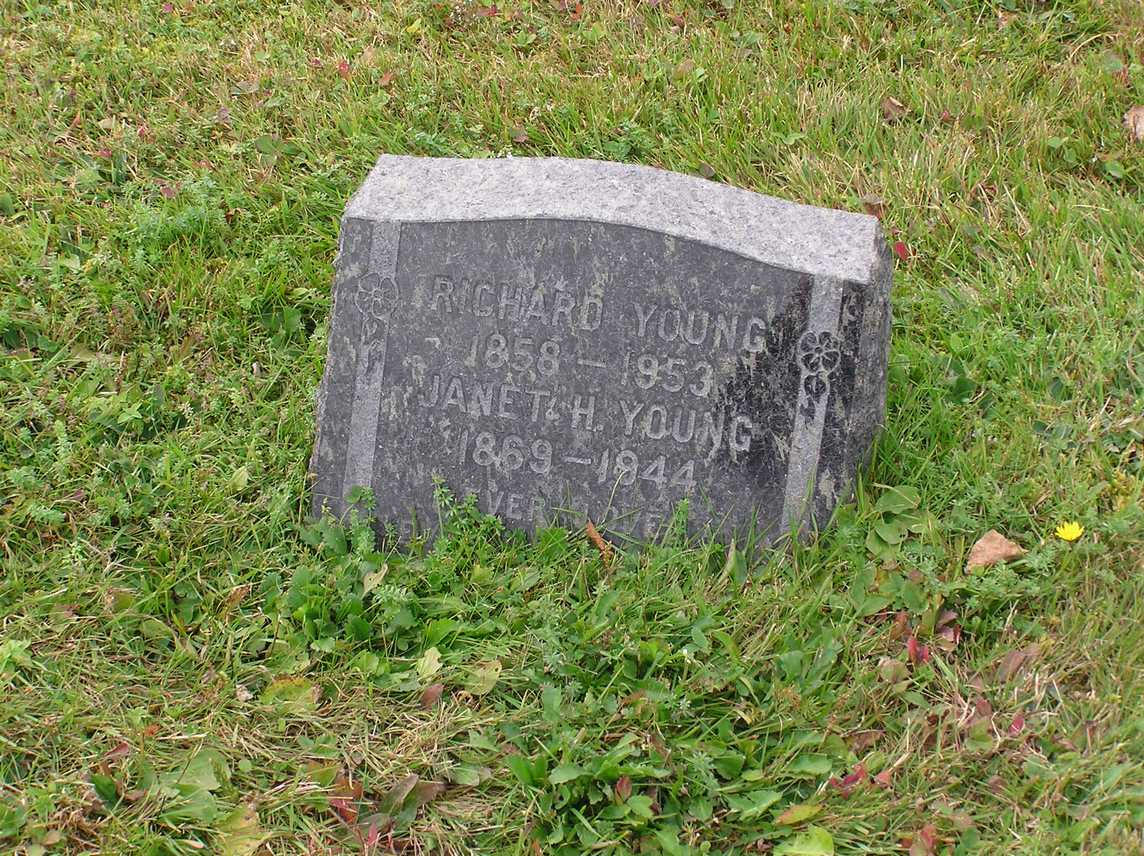 RICHARD YOUNG
1858 – 1953
JANET H. YOUNG
1869 – 1944